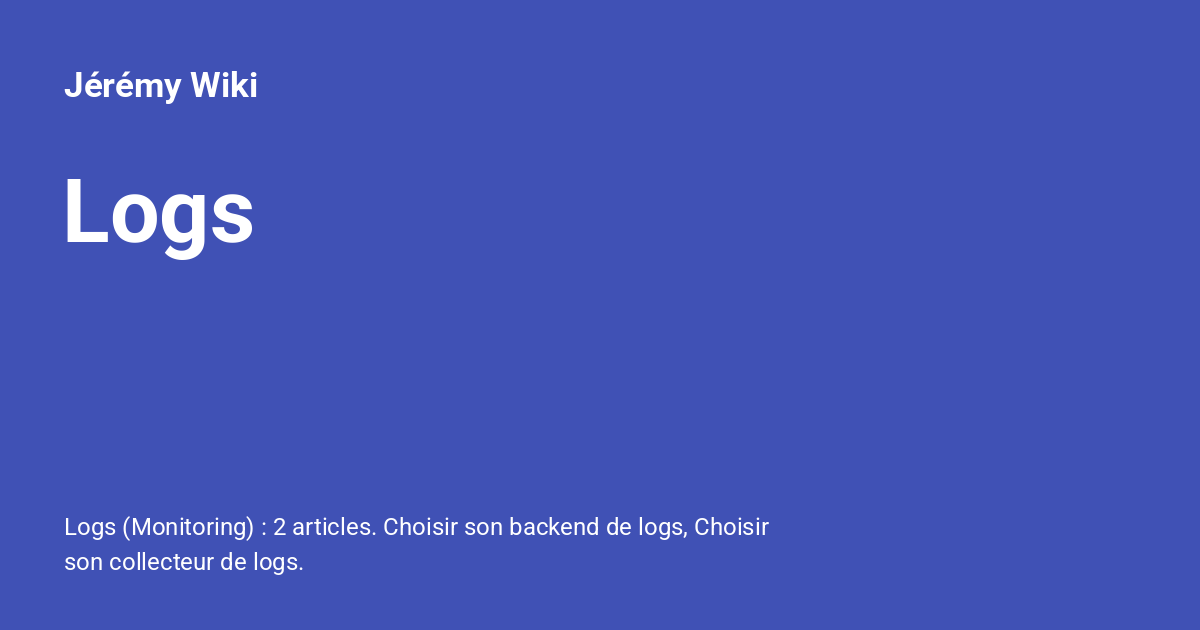 Jérémy Wiki
Logs
Logs (Monitoring) : 2 articles. Choisir son backend de logs, Choisir
son collecteur de logs.